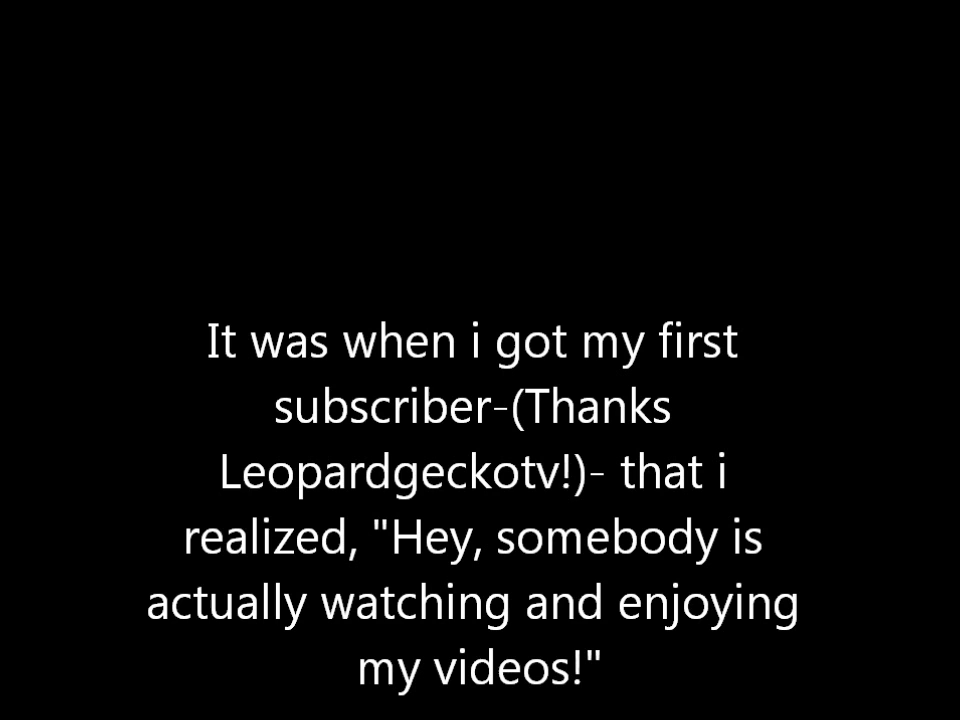 It was when i got my first
subscriber-(Thanks
Leopardgeckotv!)- that i
realized, "Hey, somebody is
actually watching and enjoying
my videos!"